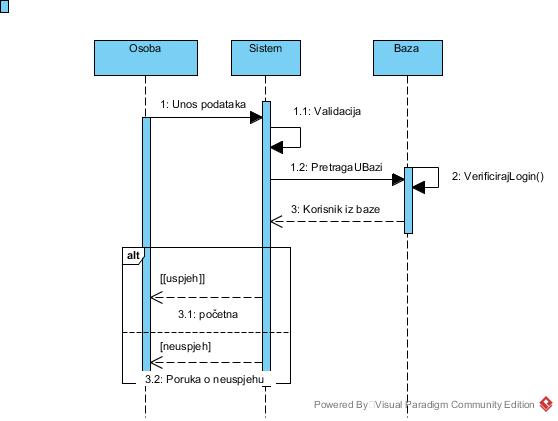 Osoba
Sistem
Baza
1: Unos podataka
1.1: Validacija
1.2: PretragaUBazi
2: VerificirajLogin()
3: Korisnik iz baze
alt
[[uspjeh]]
3.1: početna
[neuspjeh]
3.2: Poruka o neuspjehu
Powered By Visual Paradigm Community Edition